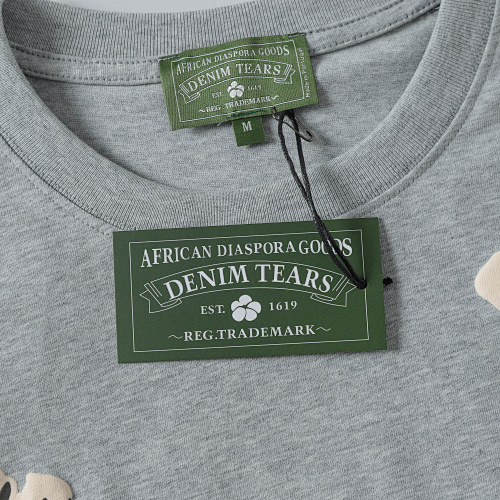 AFRICAN DIASPORA GOODS
DENIM TEARS
EST. 1619
REG. TRADEMARK
M
AFRICAN DIASPORA GOODS
DENIM TEARS
EST. 1619
~REG.TRADEMARK~